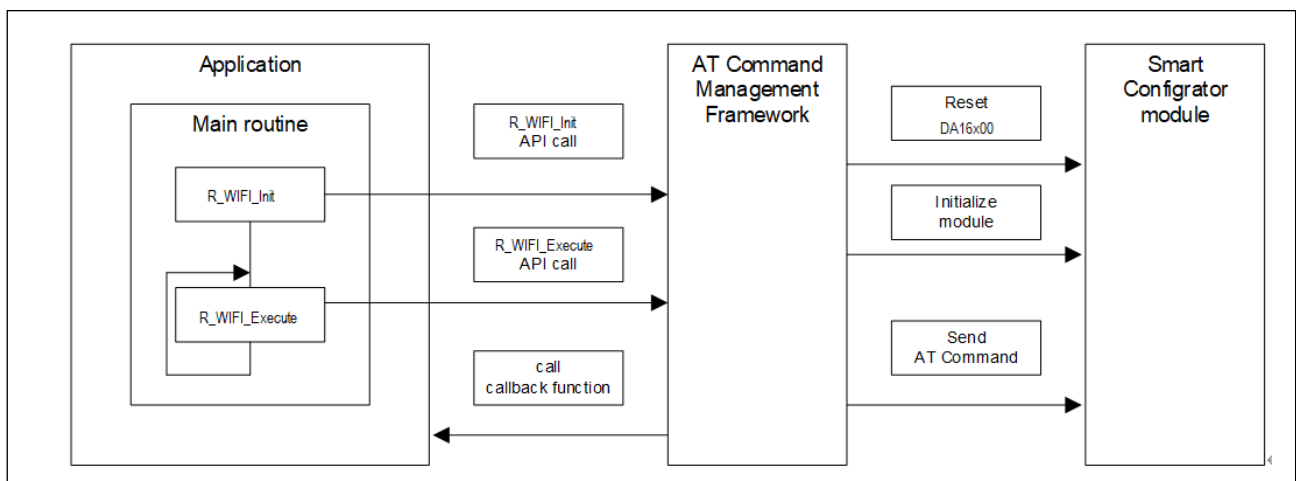 Application
Main routine
R_WIFI_Init
R_WIFI_Execute
R_WIFI_Init
API call
R_WIFI_Execute
API call
call
callback function
AT Command
Management
Framework
Reset
DA16x00
Initialize
module
Send
AT Command
Smart
Configrator
module